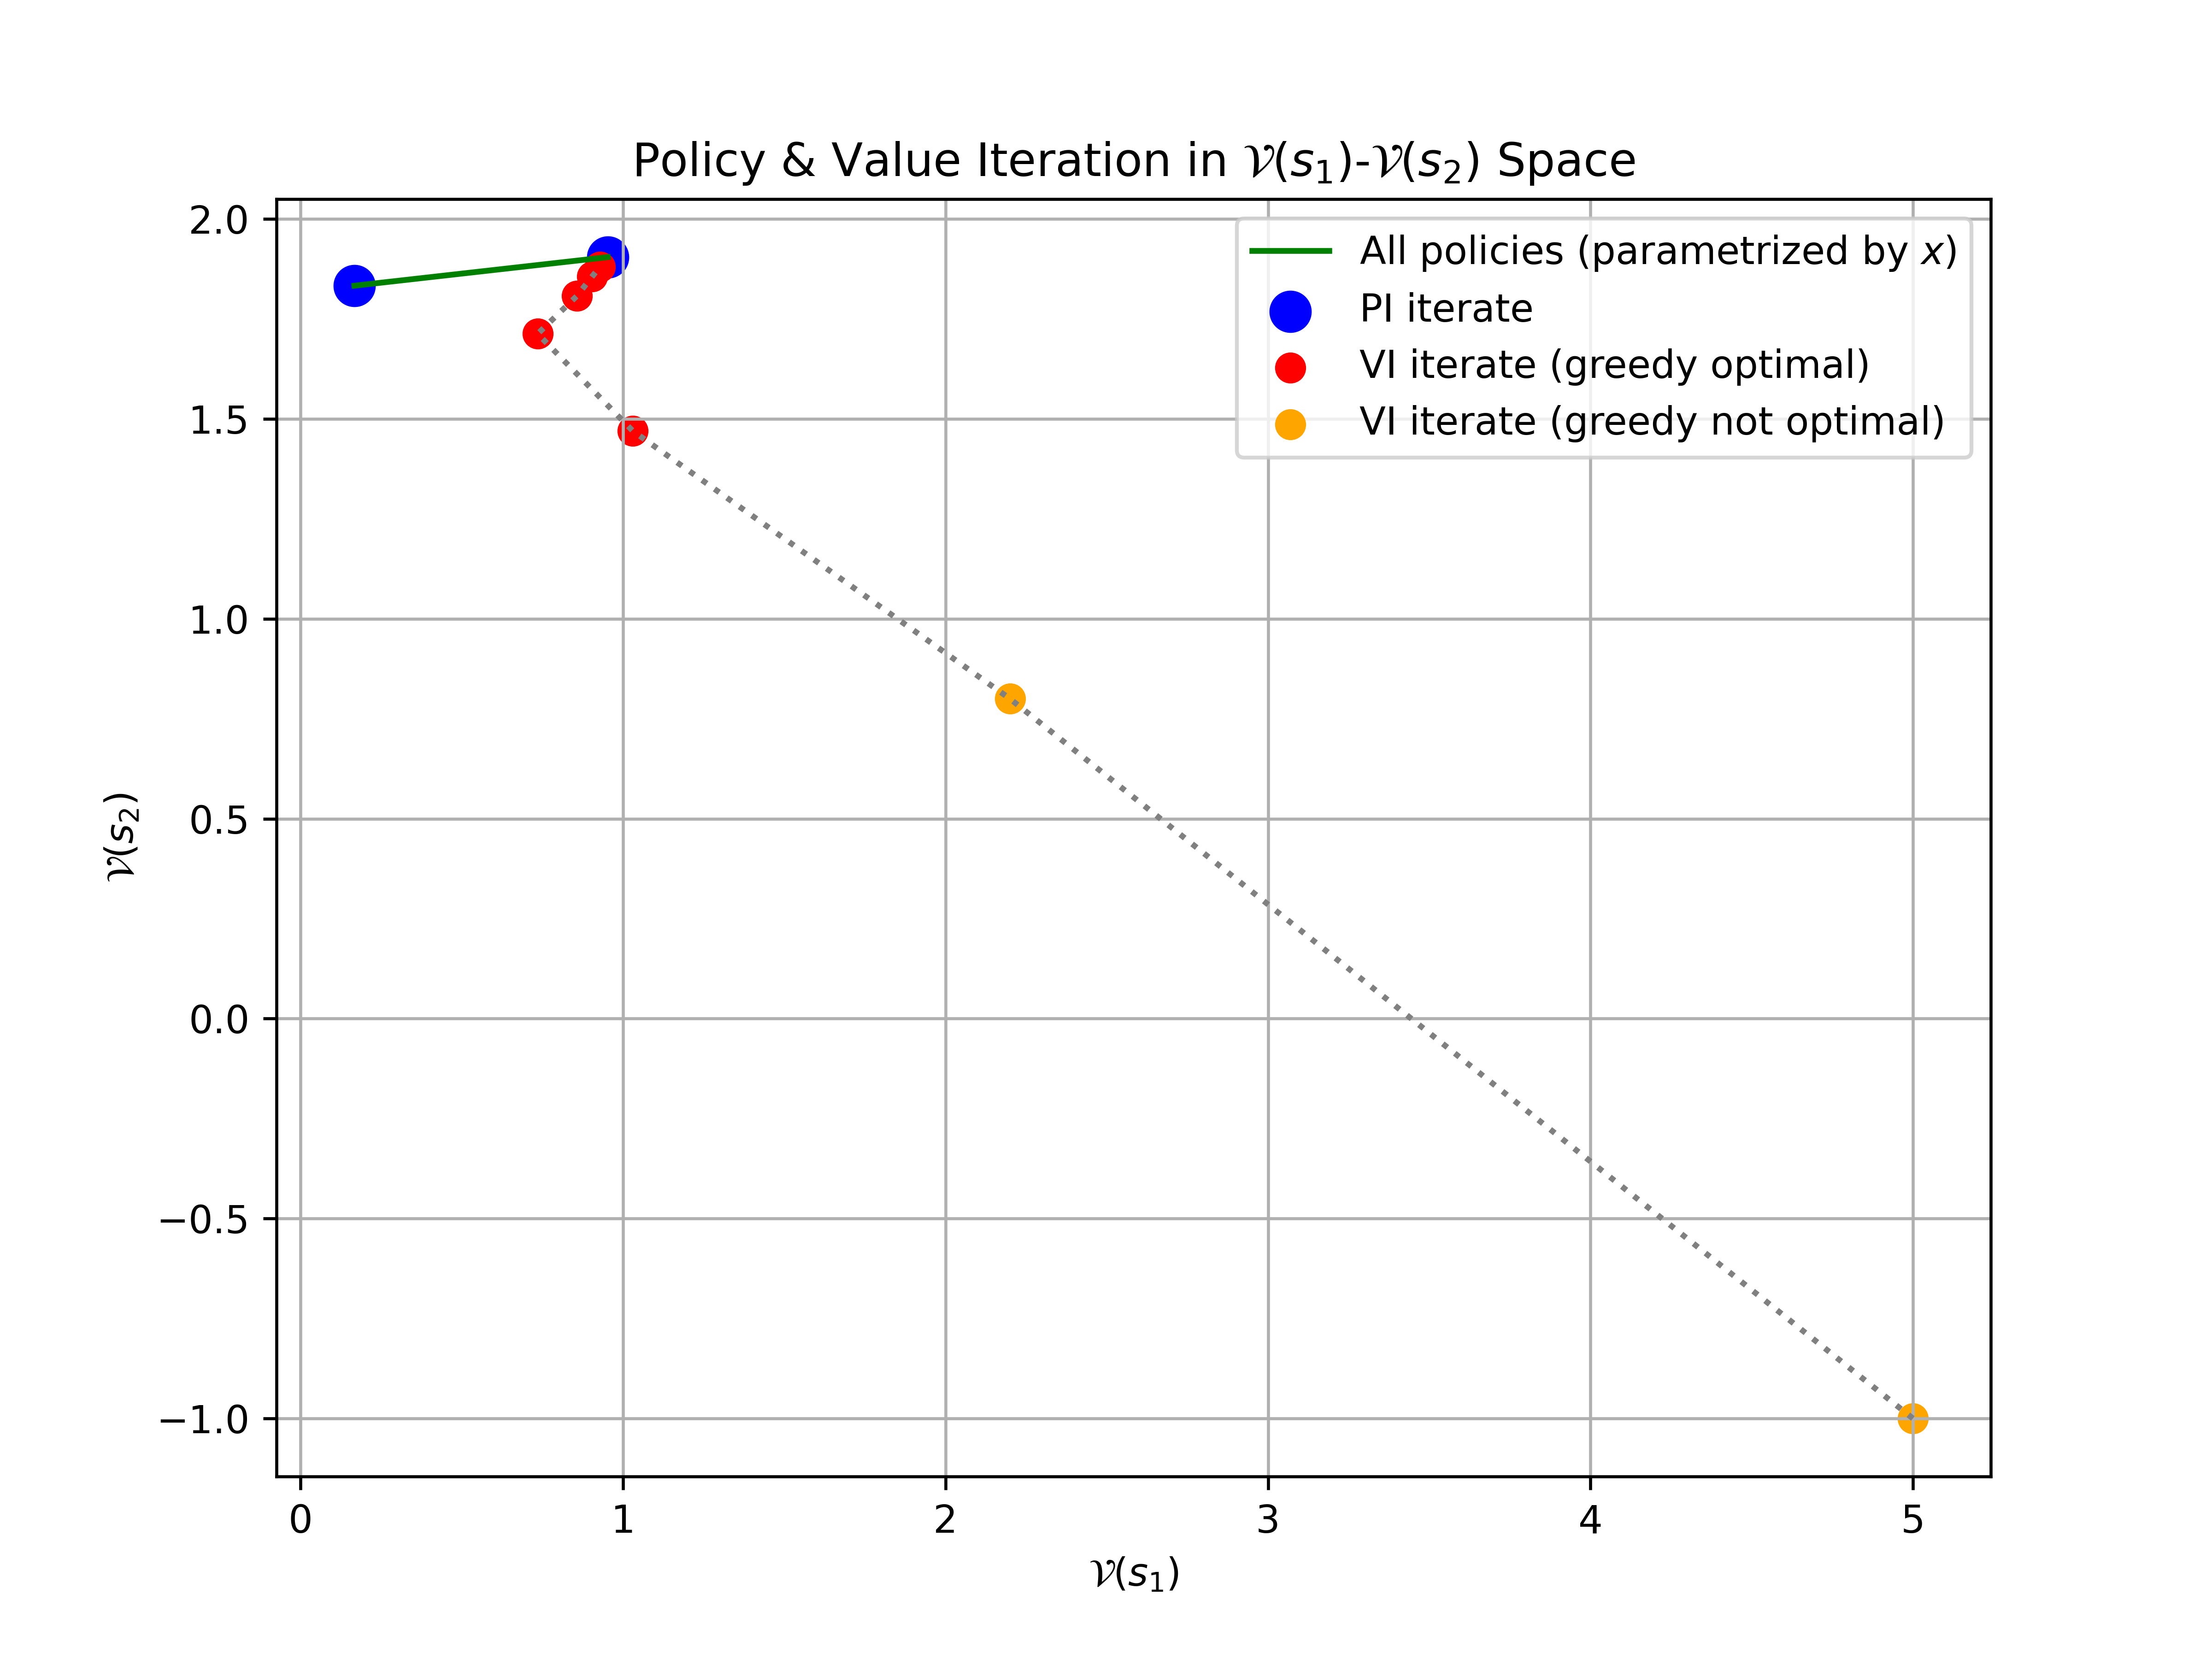 Policy & Value Iteration in 𝒱(s₁)-𝒱(s₂) Space
All policies (parametrized by x)
PI iterate
VI iterate (greedy optimal)
VI iterate (greedy not optimal)
2.0
1.5
1.0
0.5
0.0
−0.5
−1.0
𝒱(s₂)
0 1 2 3 4 5
𝒱(s₁)